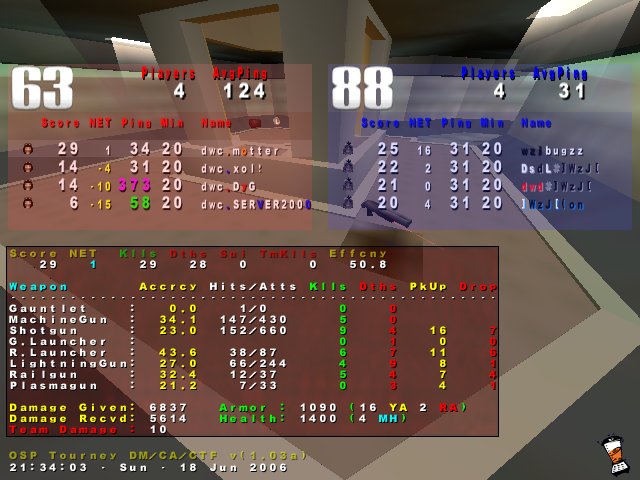 63 Players AvgPing 4 124
88 Players AvgPing 4 31
Score NET Ping Min Name
29 1 34 20 dwc.motter
14 -4 31 20 dwc.xo!
14 -10 373 20 dwc.DyG
6 -15 58 20 dwc.SERVER2000
Score NET Ping Min Name
25 16 31 20 wzibugzz
22 2 31 20 DsdL#]WzJ[
21 0 31 20 dwd#]WzJ[
20 4 31 20 ]WzJ[(on
Score NET Klls Dths Sui TmKlls Effcny
29 1 29 28 0 0 50.8
Weapon Accrcy Hits/Atts Klls Dths PkUp Drop
Gauntlet : 0.0 1/0 0 0
MachineGun : 34.1 147/430 5 0
Shotgun : 23.0 152/660 9 4 16 7
G.Launcher : 0 1 0 0
R.Launcher : 43.6 38/87 6 7 11 6
LightningGun: 27.0 66/244 4 9 8 1
Railgun : 32.4 12/37 5 4 7 4
Plasmagun : 21.2 7/33 0 3 4 1
Damage Given: 6837 Armor : 1090 (16 YA 2 RA)
Damage Recvd: 5614 Health: 1400 (4 MH)
Team Damage : 10
OSP Tourney DM/CA/CTF v(1.03a)
21:34:03 - Sun - 18 Jun 2006